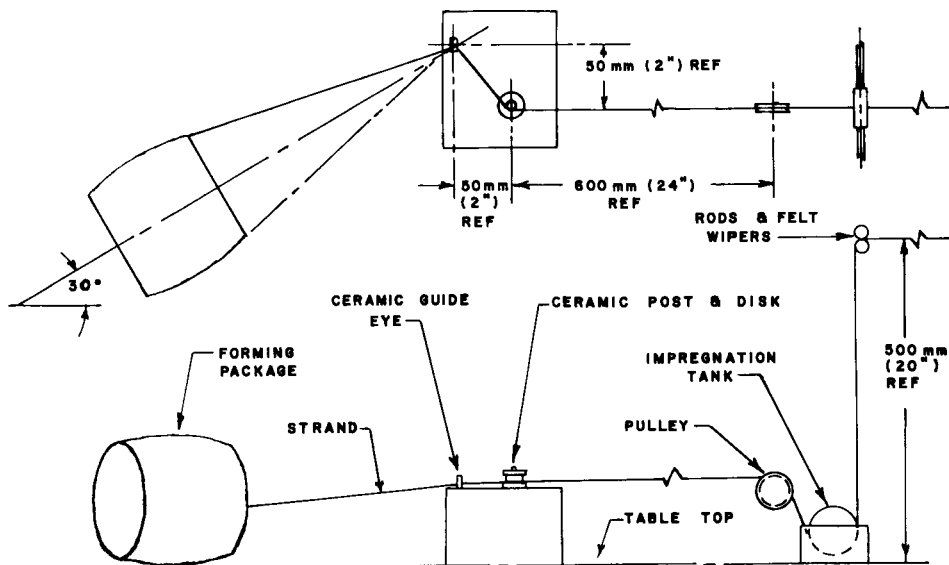 50 mm (2") REF
50mm
(2")
REF
600 mm (24")
REF
RODS & FELT
WIPERS
30°
CERAMIC GUIDE
EYE
CERAMIC POST & DISK
FORMING
PACKAGE
IMPREGNATION
TANK
500 mm
(20")
REF
STRAND
PULLEY
TABLE TOP